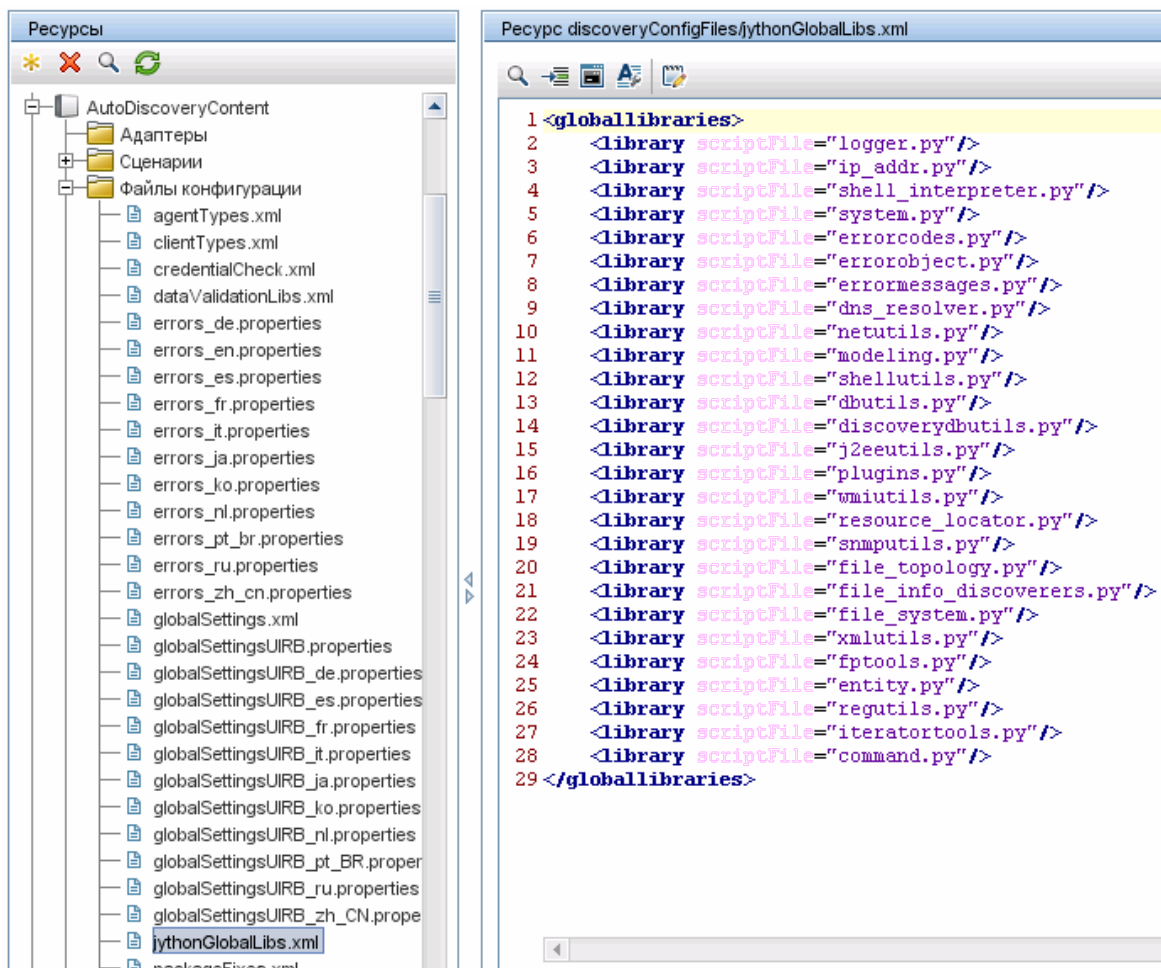 Ресурсы
AutoDiscoveryContent
Адаптеры
Сценарии
Файлы конфигурации
agentTypes.xml
clientTypes.xml
credentialCheck.xml
dataValidationLibs.xml
errors_de.properties
errors_en.properties
errors_es.properties
errors_fr.properties
errors_it.properties
errors_ja.properties
errors_ko.properties
errors_nl.properties
errors_pt_br.properties
errors_ru.properties
errors_zh_cn.properties
globalSettings.xml
globalSettingsUIRB.properties
globalSettingsUIRB_de.properties
globalSettingsUIRB_es.properties
globalSettingsUIRB_fr.properties
globalSettingsUIRB_it.properties
globalSettingsUIRB_ja.properties
globalSettingsUIRB_ko.properties
globalSettingsUIRB_nl.properties
globalSettingsUIRB_pt_BR.proper
globalSettingsUIRB_ru.properties
globalSettingsUIRB_zh_CN.prope
jythonGlobalLibs.xml
packageFixes.xml
Ресурс discoveryConfigFiles/jythonGlobalLibs.xml
1 <globallibraries>
2 <library scriptFile="logger.py"/>
3 <library scriptFile="ip_addr.py"/>
4 <library scriptFile="shell_interpreter.py"/>
5 <library scriptFile="system.py"/>
6 <library scriptFile="errorcodes.py"/>
7 <library scriptFile="errorobject.py"/>
8 <library scriptFile="errormessages.py"/>
9 <library scriptFile="dns_resolver.py"/>
10 <library scriptFile="netutils.py"/>
11 <library scriptFile="modeling.py"/>
12 <library scriptFile="shellutils.py"/>
13 <library scriptFile="dbutils.py"/>
14 <library scriptFile="discoverydbutils.py"/>
15 <library scriptFile="j2eeutils.py"/>
16 <library scriptFile="plugins.py"/>
17 <library scriptFile="wmiutils.py"/>
18 <library scriptFile="resource_locator.py"/>
19 <library scriptFile="snmputils.py"/>
20 <library scriptFile="file_topology.py"/>
21 <library scriptFile="file_info_discoverers.py"/>
22 <library scriptFile="file_system.py"/>
23 <library scriptFile="xmlutils.py"/>
24 <library scriptFile="fptools.py"/>
25 <library scriptFile="entity.py"/>
26 <library scriptFile="regutils.py"/>
27 <library scriptFile="iteratortools.py"/>
28 <library scriptFile="command.py"/>
29 </globallibraries>